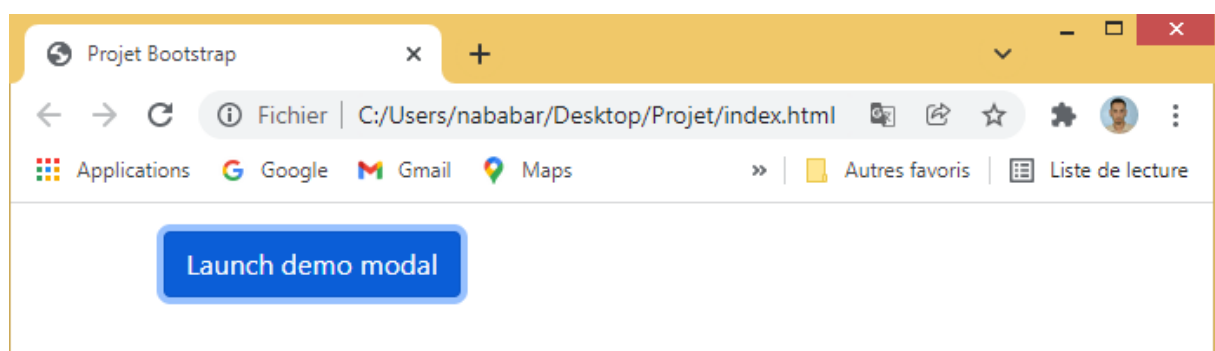 Projet Bootstrap
Fichier | C:/Users/nababar/Desktop/Projet/index.html
Applications Google Gmail Maps » Autres favoris Liste de lecture
Launch demo modal